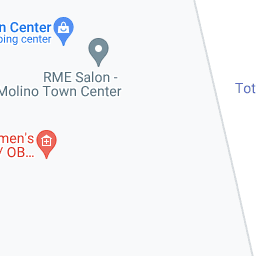 n Center
ping center
RME Salon -
Molino Town Center
Tot
men's
/ OB...